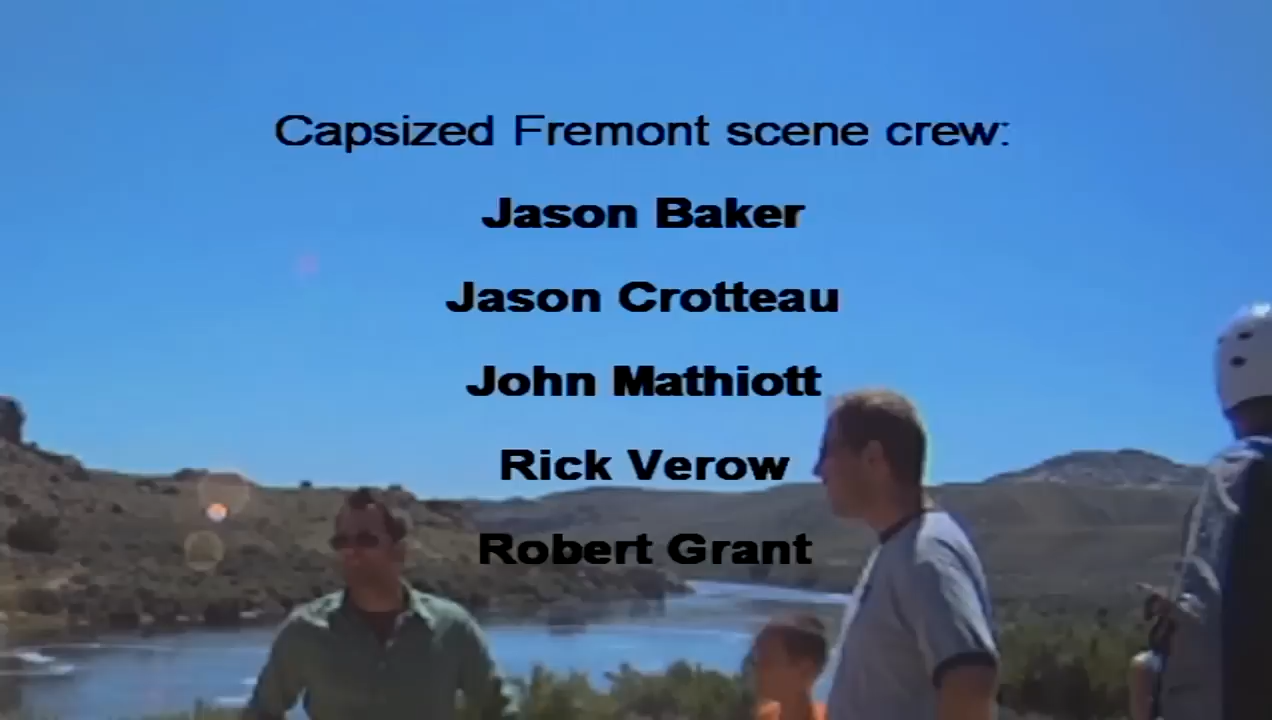 Capsized Fremont scene crew:
Jason Baker
Jason Crotteau
John Mathiott
Rick Verow
Robert Grant